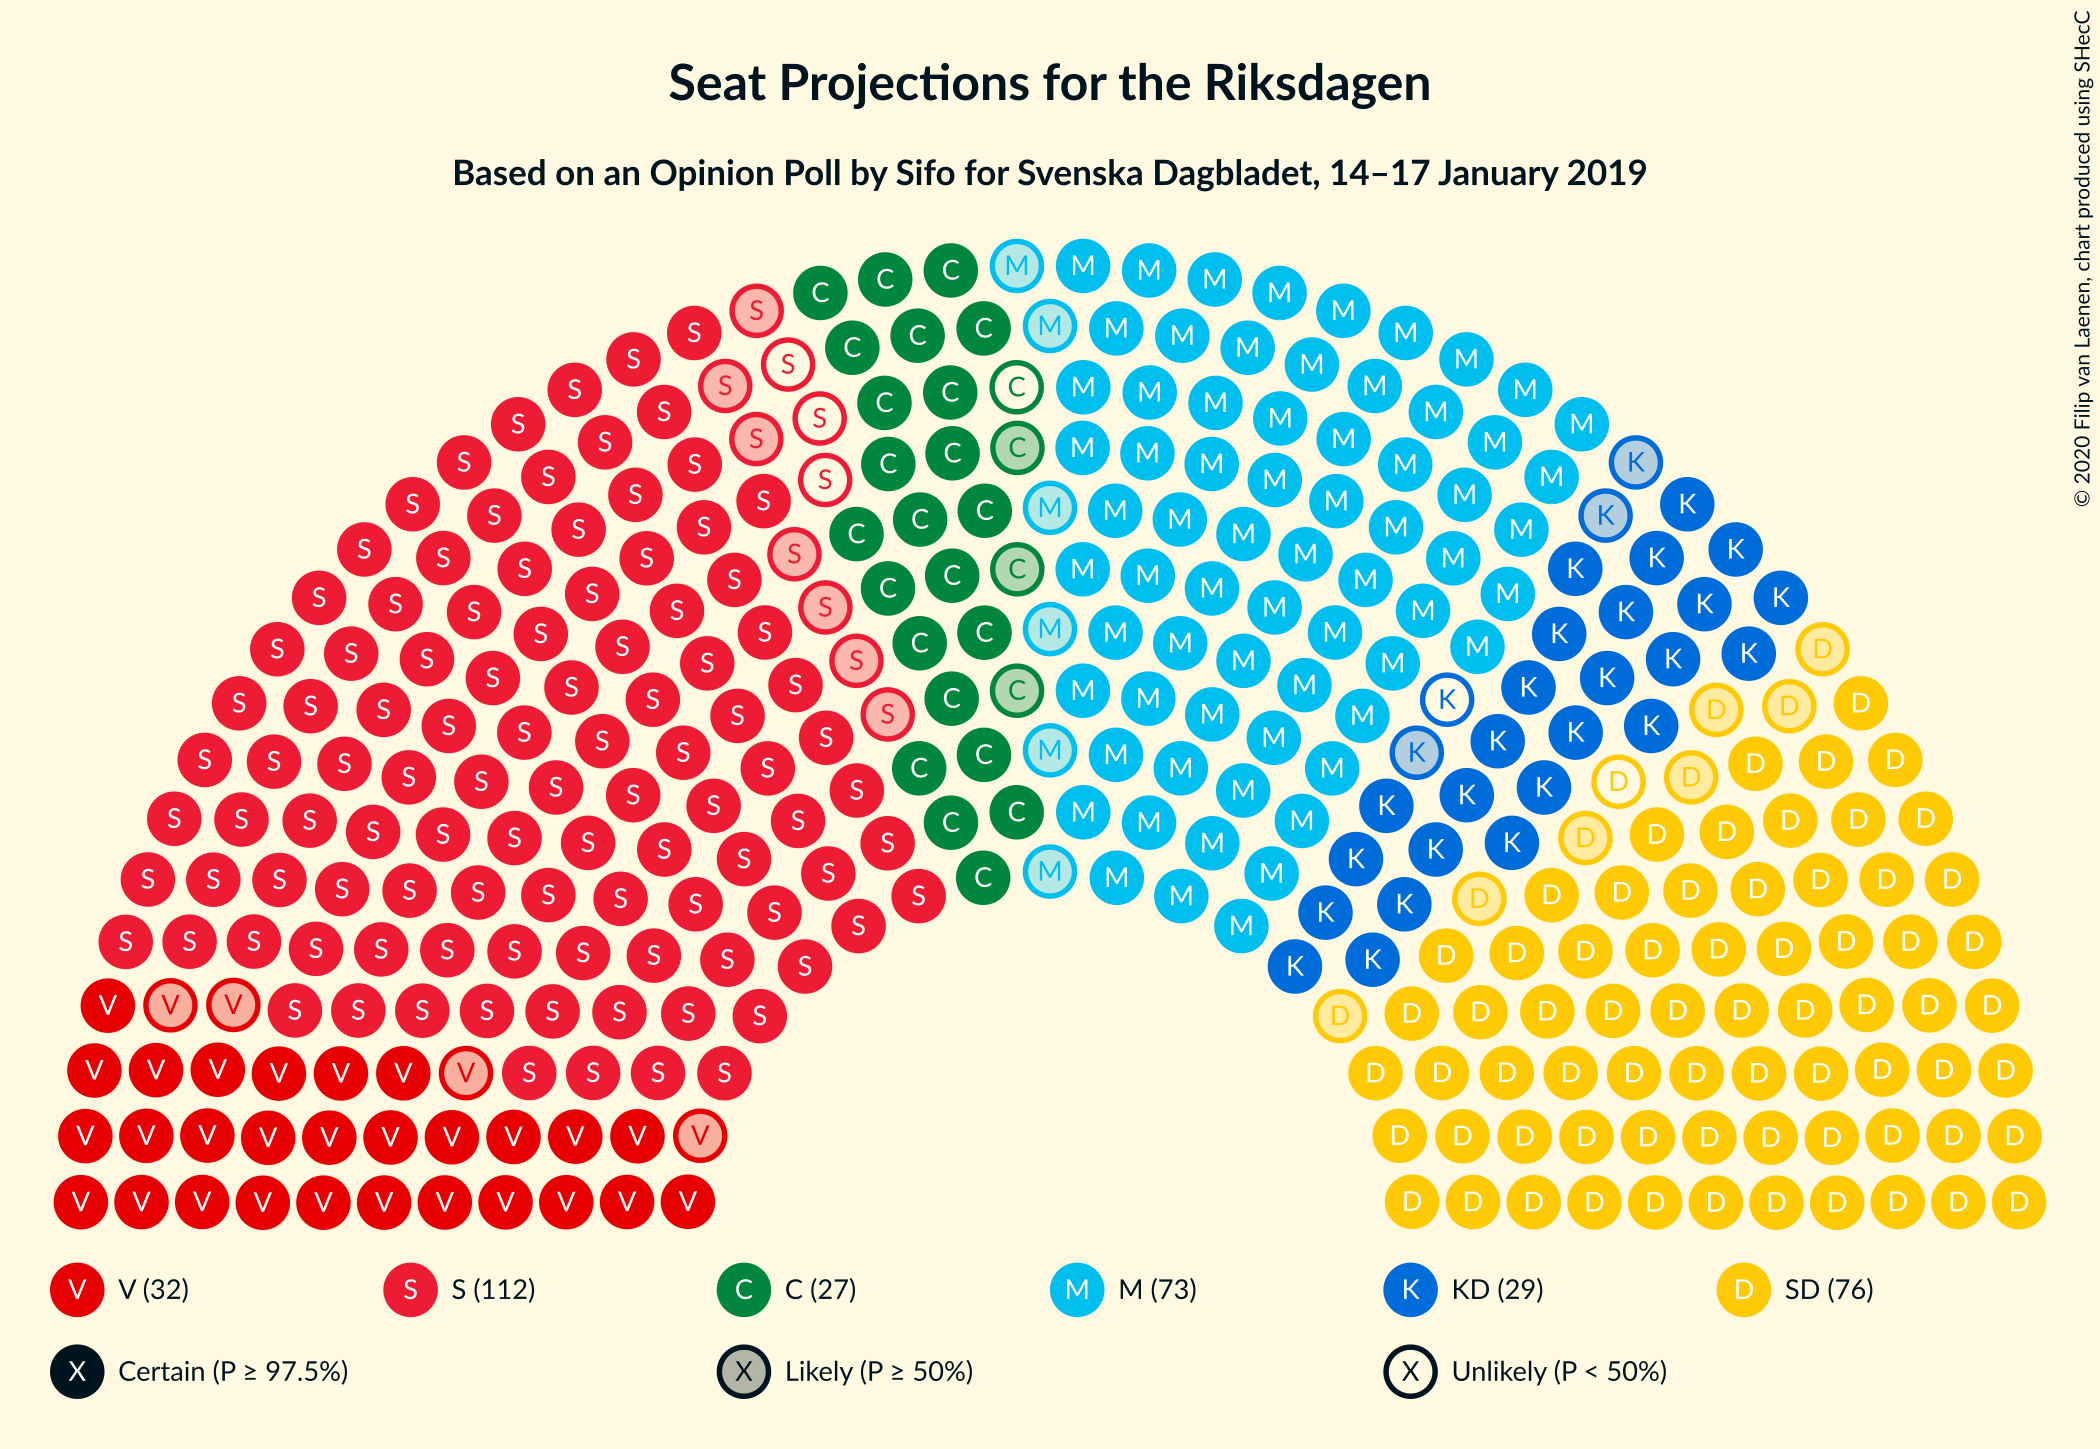 Seat Projections for the Riksdagen
Based on an Opinion Poll by Sifo for Svenska Dagbladet, 14–17 January 2019
© 2020 Filip van Laenen, chart produced using SHecC
V V (32)
S S (112)
C C (27)
M M (73)
K KD (29)
D SD (76)
X Certain (P ≥ 97.5%)
X Likely (P ≥ 50%)
X Unlikely (P < 50%)